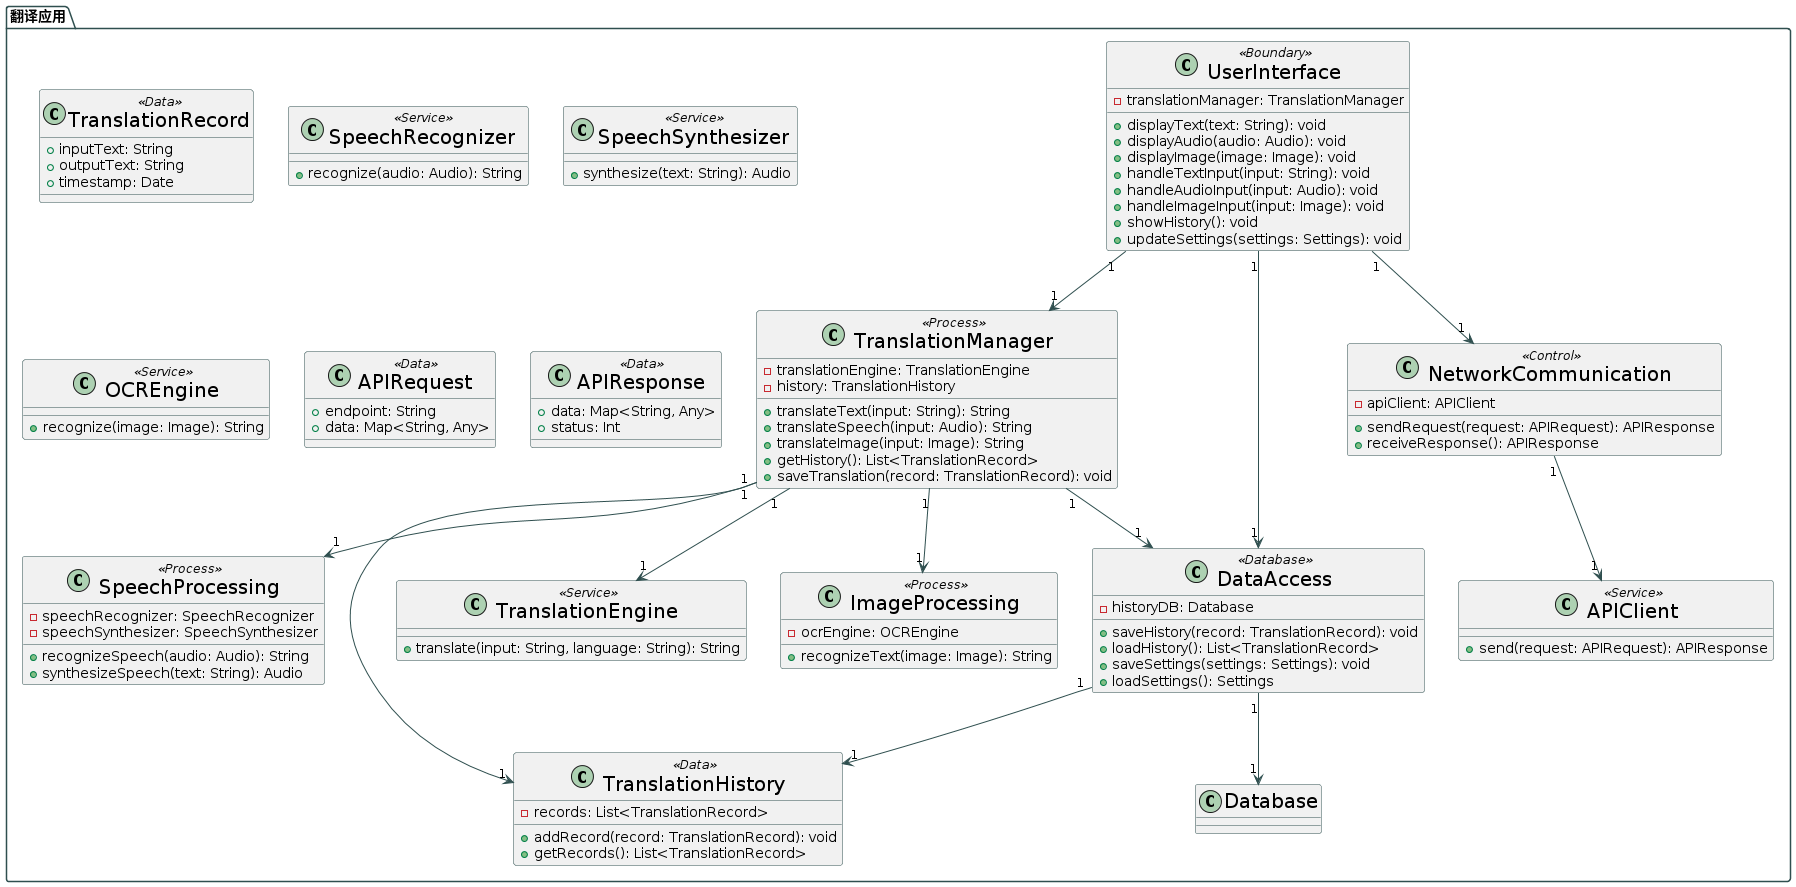 翻译应用
«Data»
TranslationRecord
inputText: String
outputText: String
timestamp: Date
«Service»
SpeechRecognizer
recognize(audio: Audio): String
«Service»
SpeechSynthesizer
synthesize(text: String): Audio
«Boundary»
UserInterface
translationManager: TranslationManager
displayText(text: String): void
displayAudio(audio: Audio): void
displayImage(image: Image): void
handleTextInput(input: String): void
handleAudioInput(input: Audio): void
handleImageInput(input: Image): void
showHistory(): void
updateSettings(settings: Settings): void
1
1
1
1
1
«Service»
OCREngine
recognize(image: Image): String
«Data»
APIRequest
endpoint: String
data: Map<String, Any>
«Data»
APIResponse
data: Map<String, Any>
status: Int
«Process»
TranslationManager
translationEngine: TranslationEngine
history: TranslationHistory
translateText(input: String): String
translateSpeech(input: Audio): String
translateImage(input: Image): String
getHistory(): List<TranslationRecord>
saveTranslation(record: TranslationRecord): void
«Control»
NetworkCommunication
apiClient: APIClient
sendRequest(request: APIRequest): APIResponse
receiveResponse(): APIResponse
1
1
1
1
1
1
1
1
1
1
1
1
«Process»
SpeechProcessing
speechRecognizer: SpeechRecognizer
speechSynthesizer: SpeechSynthesizer
recognizeSpeech(audio: Audio): String
synthesizeSpeech(text: String): Audio
«Service»
TranslationEngine
translate(input: String, language: String): String
«Process»
ImageProcessing
ocrEngine: OCREngine
recognizeText(image: Image): String
«Database»
DataAccess
historyDB: Database
saveHistory(record: TranslationRecord): void
loadHistory(): List<TranslationRecord>
saveSettings(settings: Settings): void
loadSettings(): Settings
«Service»
APIClient
send(request: APIRequest): APIResponse
1
1
1
1
1
«Data»
TranslationHistory
records: List<TranslationRecord>
addRecord(record: TranslationRecord): void
getRecords(): List<TranslationRecord>
Database